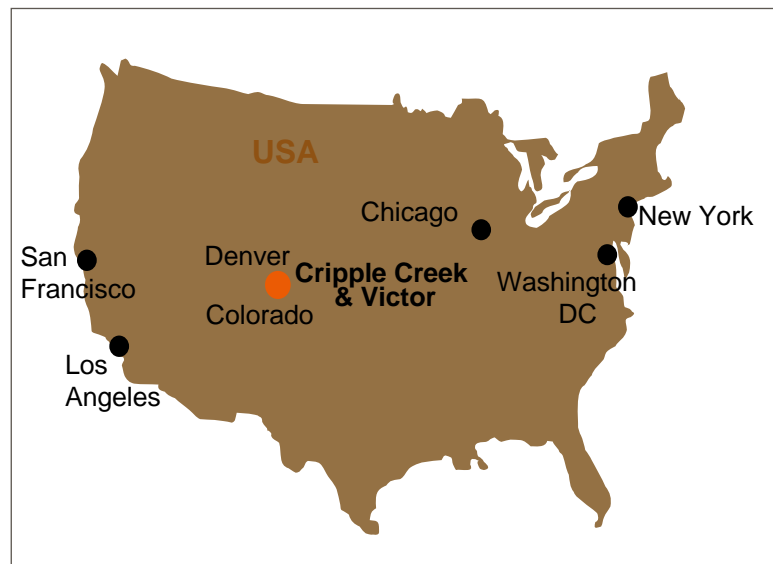 USA
Chicago
New York
San
Francisco
Denver
Cripple Creek
& Victor
Colorado
Washington
DC
Los
Angeles